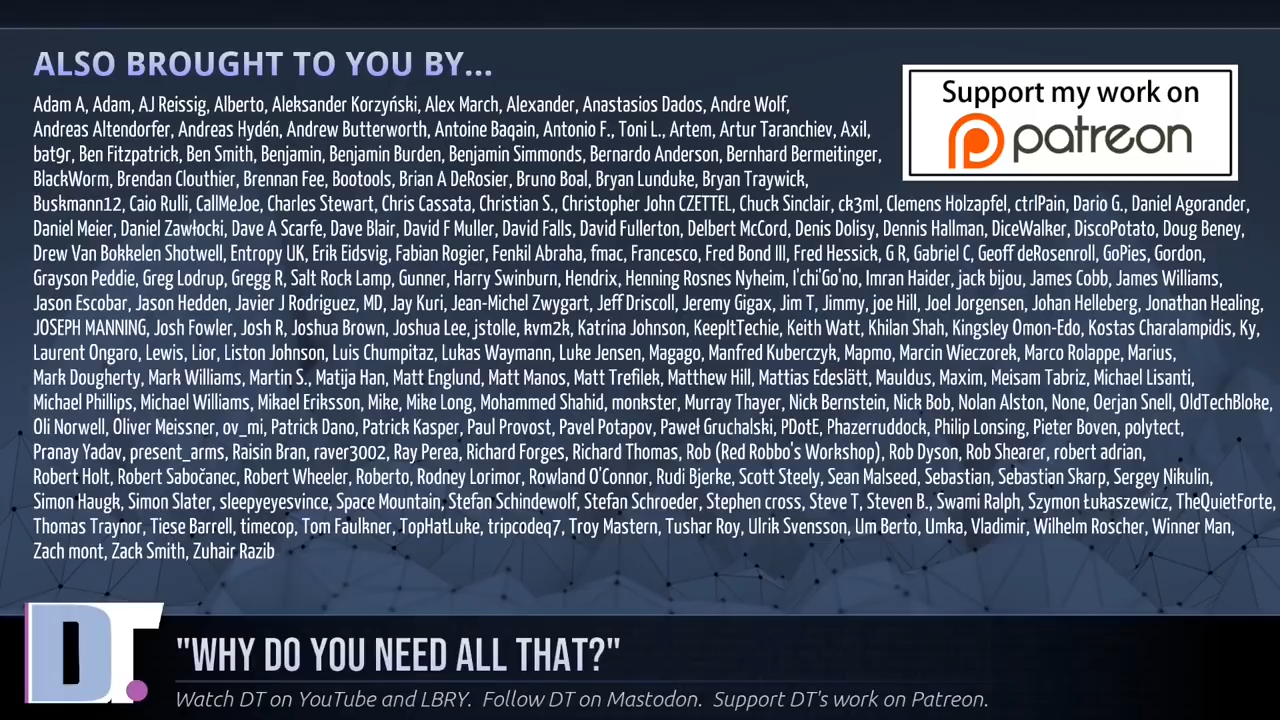 ALSO BROUGHT TO YOU BY...
Support my work on
patreon
Adam A, Adam, AJ Reissig, Alberto, Aleksander Korzyński, Alex March, Alexander, Anastasios Dados, Andre Wolf,
Andreas Altendorfer, Andreas Hydén, Andrew Butterworth, Antoine Baqain, Antonio F., Toni L., Artem, Artur Taranchiev, Axil,
bat9r, Ben Fitzpatrick, Ben Smith, Benjamin, Benjamin Burden, Benjamin Simmonds, Bernardo Anderson, Bernhard Bermeitinger,
BlackWorm, Brendan Clouthier, Brennan Fee, Bootools, Brian A DeRosier, Bruno Boal, Bryan Lunduke, Bryan Traywick,
Buskmann12, Caio Rulli, CallMeJoe, Charles Stewart, Chris Cassata, Christian S., Christopher John CZETTEL, Chuck Sinclair, ck3ml, Clemens Holzapfel, ctrlPain, Dario G., Daniel Agorander,
Daniel Meier, Daniel Zawłocki, Dave A Scarfe, Dave Blair, David F Muller, David Falls, David Fullerton, Delbert McCord, Denis Dolisy, Dennis Hallman, DiceWalker, DiscoPotato, Doug Beney,
Drew Van Bokkelen Shotwell, Entropy UK, Erik Eidsvig, Fabian Rogier, Fenkil Abraha, fmac, Francesco, Fred Bond III, Fred Hessick, G R, Gabriel C, Geoff deRosenroll, GoPies, Gordon,
Grayson Peddie, Greg Lodrup, Gregg R, Salt Rock Lamp, Gunner, Harry Swinburn, Hendrix, Henning Rosnes Nyheim, I'chi'Go'no, Imran Haider, jack bijou, James Cobb, James Williams,
Jason Escobar, Jason Hedden, Javier J Rodriguez, MD, Jay Kuri, Jean-Michel Zwygart, Jeff Driscoll, Jeremy Gigax, Jim T, Jimmy, joe Hill, Joel Jorgensen, Johan Helleberg, Jonathan Healing,
JOSEPH MANNING, Josh Fowler, Josh R, Joshua Brown, Joshua Lee, jstolle, kvm2k, Katrina Johnson, KeepItTechie, Keith Watt, Khilan Shah, Kingsley Omon-Edo, Kostas Charalampidis, Ky,
Laurent Ongaro, Lewis, Lior, Liston Johnson, Luis Chumpitaz, Lukas Waymann, Luke Jensen, Magago, Manfred Kuberczyk, Mapmo, Marcin Wieczorek, Marco Rolappe, Marius,
Mark Dougherty, Mark Williams, Martin S., Matija Han, Matt Englund, Matt Manos, Matt Trefilek, Matthew Hill, Mattias Edeslätt, Mauldus, Maxim, Meisam Tabriz, Michael Lisanti,
Michael Phillips, Michael Williams, Mikael Eriksson, Mike, Mike Long, Mohammed Shahid, monkster, Murray Thayer, Nick Bernstein, Nick Bob, Nolan Alston, None, Oerjan Snell, OldTechBloke,
Oli Norwell, Oliver Meissner, ov_mi, Patrick Dano, Patrick Kasper, Paul Provost, Pavel Potapov, Paweł Gruchalski, PDotE, Phazerruddock, Philip Lonsing, Pieter Boven, polytect,
Pranay Yadav, present_arms, Raisin Bran, raver3002, Ray Perea, Richard Forges, Richard Thomas, Rob (Red Robbo's Workshop), Rob Dyson, Rob Shearer, robert adrian,
Robert Holt, Robert Sabočanec, Robert Wheeler, Roberto, Rodney Lorimor, Rowland O'Connor, Rudi Bjerke, Scott Steely, Sean Malseed, Sebastian, Sebastian Skarp, Sergey Nikulin,
Simon Haugk, Simon Slater, sleepyeyesvince, Space Mountain, Stefan Schindewolf, Stefan Schroeder, Stephen cross, Steve T, Steven B., Swami Ralph, Szymon Łukaszewicz, TheQuietForte,
Thomas Traynor, Tiese Barrell, timecop, Tom Faulkner, TopHatLuke, tripcodeq7, Troy Mastern, Tushar Roy, Ulrik Svensson, Um Berto, Umka, Vladimir, Wilhelm Roscher, Winner Man,
Zach mont, Zack Smith, Zuhair Razib
DT.
"WHY DO YOU NEED ALL THAT?"
Watch DT on YouTube and LBRY. Follow DT on Mastodon. Support DT's work on Patreon.